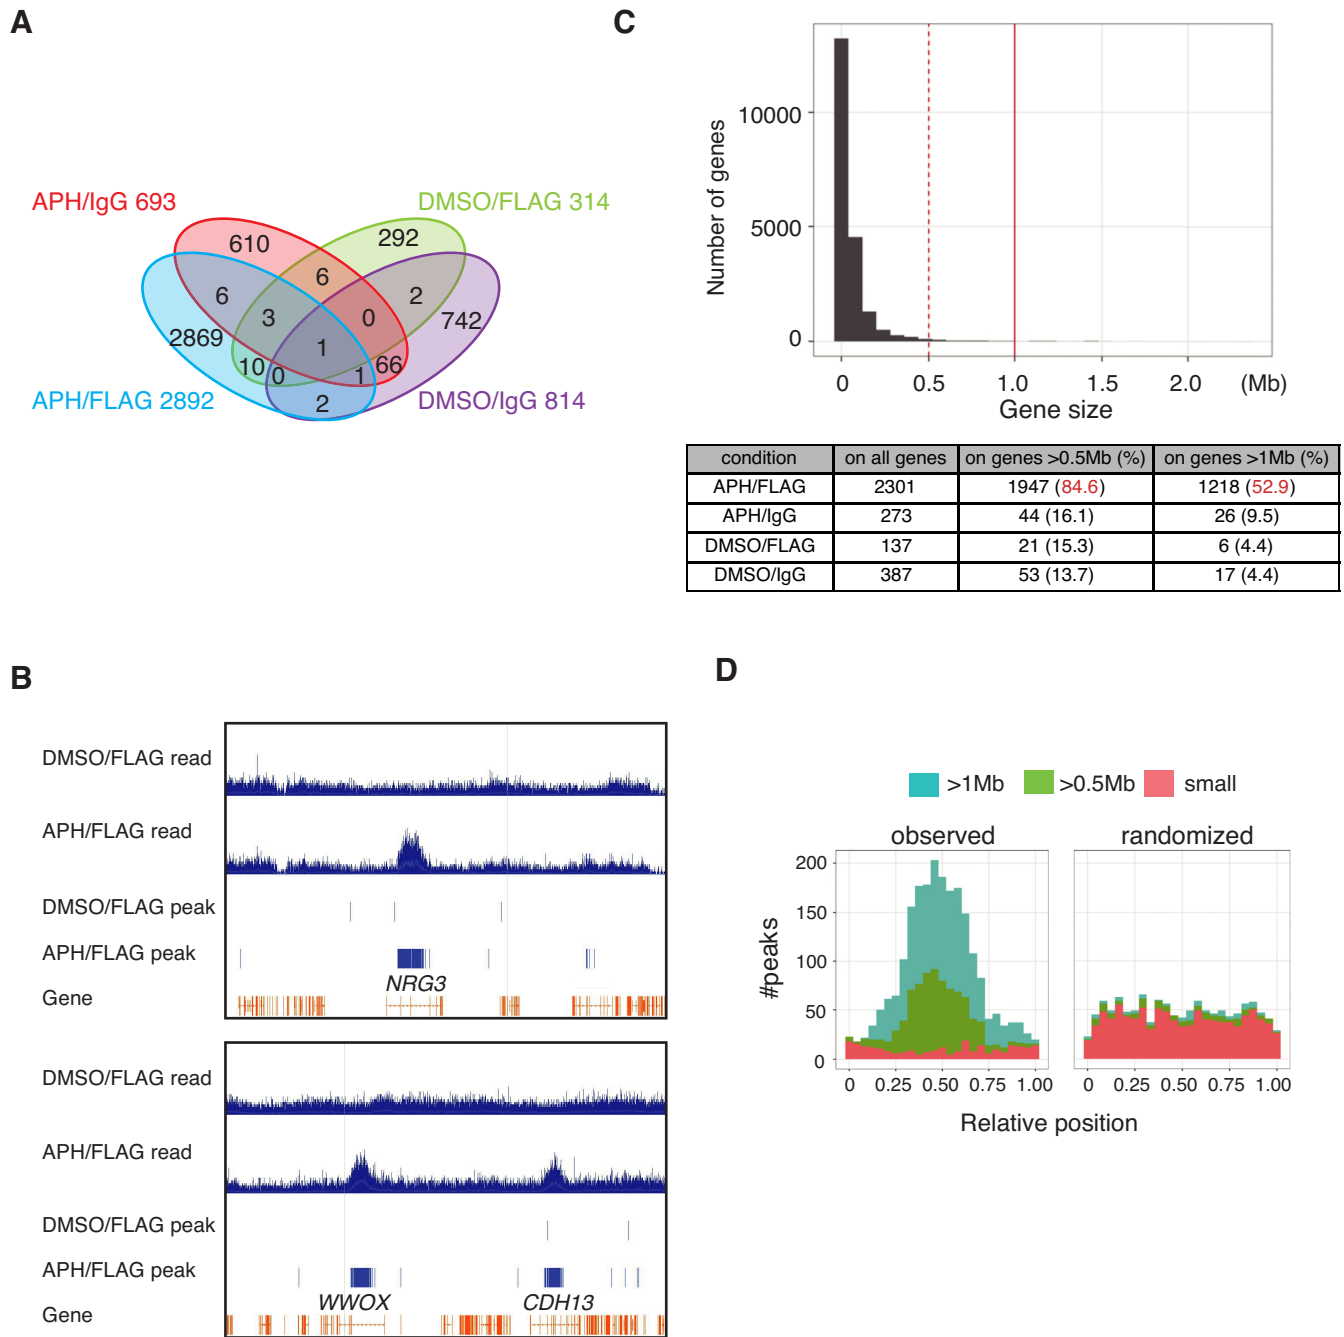 A
APH/IgG 693
DMSO/FLAG 314
610
292
6
6
2
3
0
742
2869
1
10
0
1
66
2
APH/FLAG 2892
DMSO/IgG 814
C
Number of genes
10000
5000
0
0 0.5 1.0 1.5 2.0 (Mb)
Gene size
condition on all genes on genes >0.5Mb (%) on genes >1Mb (%)
APH/FLAG 2301 1947 (84.6) 1218 (52.9)
APH/IgG 273 44 (16.1) 26 (9.5)
DMSO/FLAG 137 21 (15.3) 6 (4.4)
DMSO/IgG 387 53 (13.7) 17 (4.4)
B
DMSO/FLAG read
APH/FLAG read
DMSO/FLAG peak
APH/FLAG peak
NRG3
Gene
DMSO/FLAG read
APH/FLAG read
DMSO/FLAG peak
APH/FLAG peak
WWOX CDH13
Gene
D
>1Mb >0.5Mb small
observed randomized
#peaks
200
150
100
50
0
0 0.25 0.50 0.75 1.00 0 0.25 0.50 0.75 1.00
Relative position